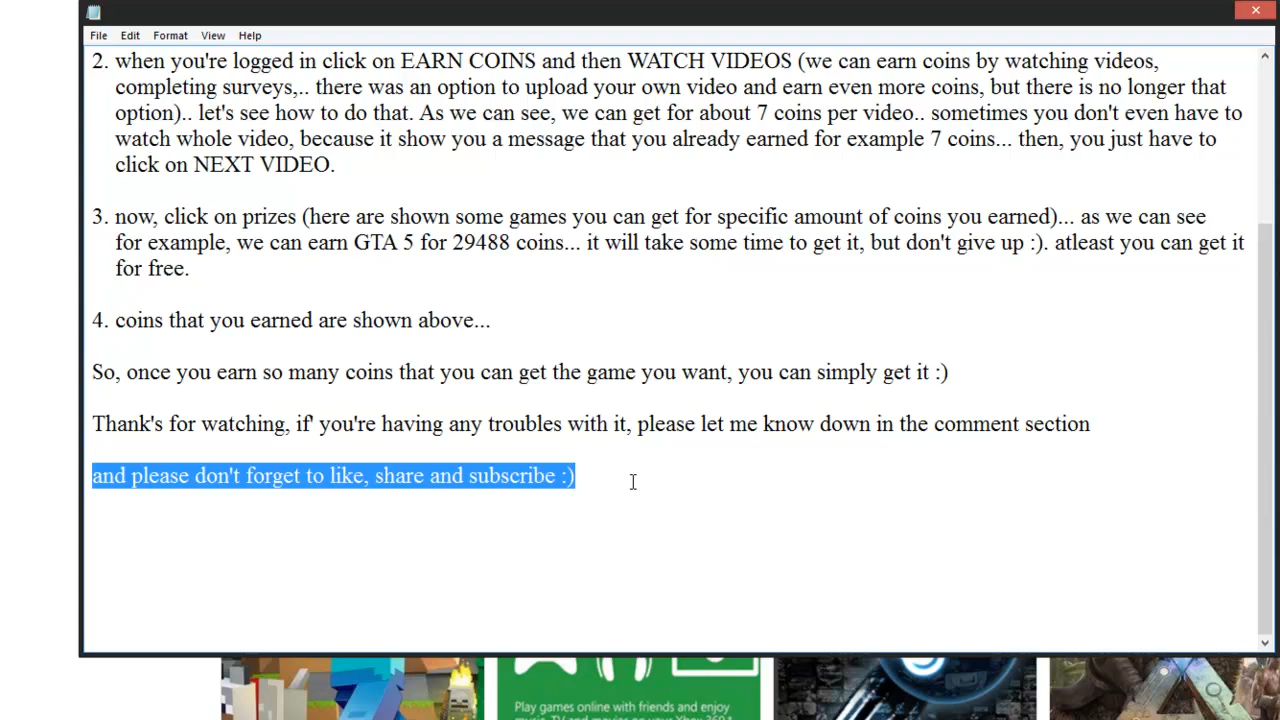 File Edit Format View Help
2. when you're logged in click on EARN COINS and then WATCH VIDEOS (we can earn coins by watching videos,
completing surveys,.. there was an option to upload your own video and earn even more coins, but there is no longer that
option).. let's see how to do that. As we can see, we can get for about 7 coins per video.. sometimes you don't even have to
watch whole video, because it show you a message that you already earned for example 7 coins... then, you just have to
click on NEXT VIDEO.
3. now, click on prizes (here are shown some games you can get for specific amount of coins you earned)... as we can see
for example, we can earn GTA 5 for 29488 coins... it will take some time to get it, but don't give up :). atleast you can get it
for free.
4. coins that you earned are shown above...
So, once you earn so many coins that you can get the game you want, you can simply get it :)
Thank's for watching, if' you're having any troubles with it, please let me know down in the comment section
and please don't forget to like, share and subscribe :)
Play games online with friends and enjoy